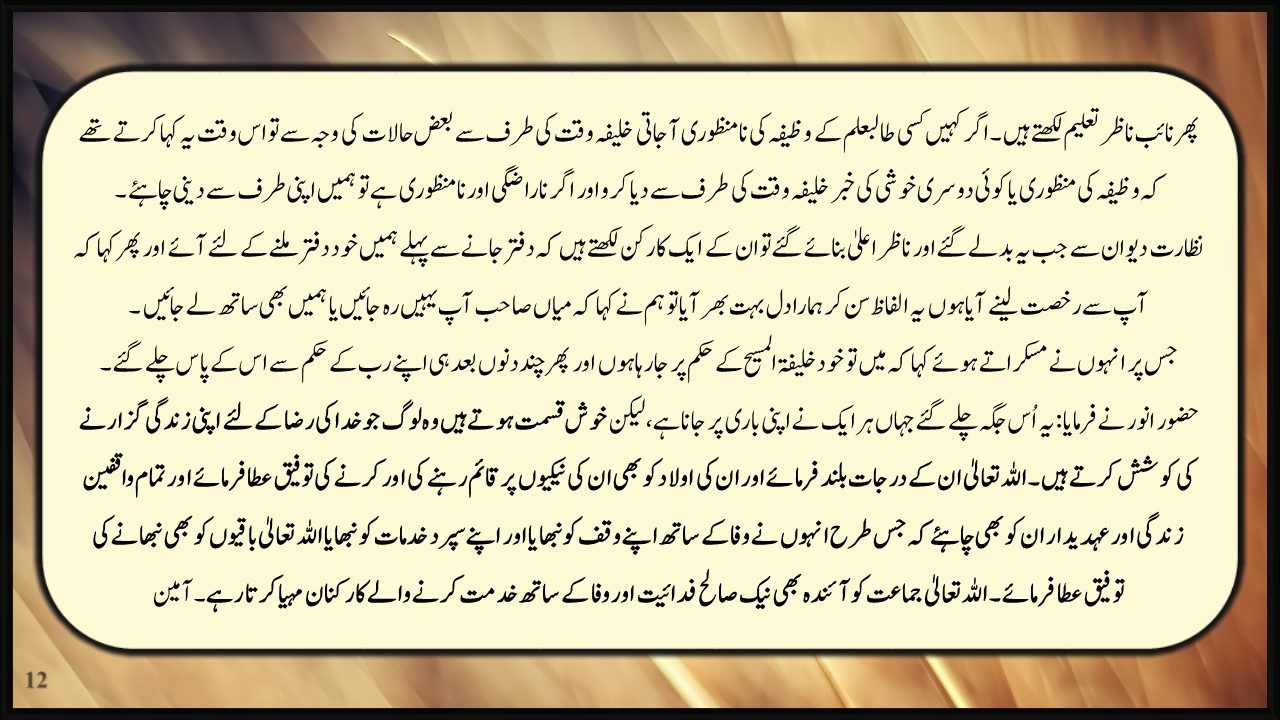 پھر نائب ناظر تعلیم لکھتے ہیں۔ اگر کہیں کسی طالبعلم کے وظیفہ کی نامنظوری آجاتی خلیفہ وقت کی طرف سے بعض حالات کی وجہ سے تو اس وقت یہ کہا کرتے تھے
کہ وظیفہ کی منظوری یا کوئی دوسری خوشی کی خبر خلیفہ وقت کی طرف سے دیا کرو اور اگر ناراضگی اور نامنظوری ہے تو ہمیں اپنی طرف سے دینی چاہئے۔
نظارت دیوان سے جب یہ بدلے گئے اور ناظر اعلیٰ بنائے گئے تو ان کے ایک کارکن لکھتے ہیں کہ دفتر جانے سے پہلے ہمیں خود دفتر ملنے کے لئے آئے اور پھر کہا کہ
آپ سے رخصت لینے آیا ہوں یہ الفاظ سن کر ہمارا دل بہت بھر آیا تو ہم نے کہا کہ میاں صاحب آپ یہیں رہ جائیں یا ہمیں بھی ساتھ لے جائیں۔
جس پر انہوں نے مسکراتے ہوئے کہا کہ میں تو خود خلیفۃ المسیح کے حکم پر جا رہا ہوں اور پھر چند دنوں بعد ہی اپنے رب کے حکم سے اس کے پاس چلے گئے۔
حضور انور نے فرمایا: یہ اُس جگہ چلے گئے جہاں ہر ایک نے اپنی باری پر جانا ہے، لیکن خوش قسمت ہوتے ہیں وہ لوگ جو خدا کی رضا کے لئے اپنی زندگی گزارنے
کی کوشش کرتے ہیں۔ اللہ تعالیٰ ان کے درجات بلند فرمائے اور ان کی اولاد کو بھی ان کی نیکیوں پر قائم رہنے کی اور کرنے کی توفیق عطا فرمائے اور تمام واقفین
زندگی اور عہدیدار ان کو بھی چاہئے کہ جس طرح انہوں نے وفا کے ساتھ اپنے وقف کو نبھایا اور اپنے سپرد خدمات کو نبھایا اللہ تعالیٰ باقیوں کو بھی نبھانے کی
توفیق عطا فرمائے۔ اللہ تعالیٰ جماعت کو آئندہ بھی نیک صالح فدائیت اور وفا کے ساتھ خدمت کرنے والے کارکنان مہیا کرتا رہے۔ آمین
12